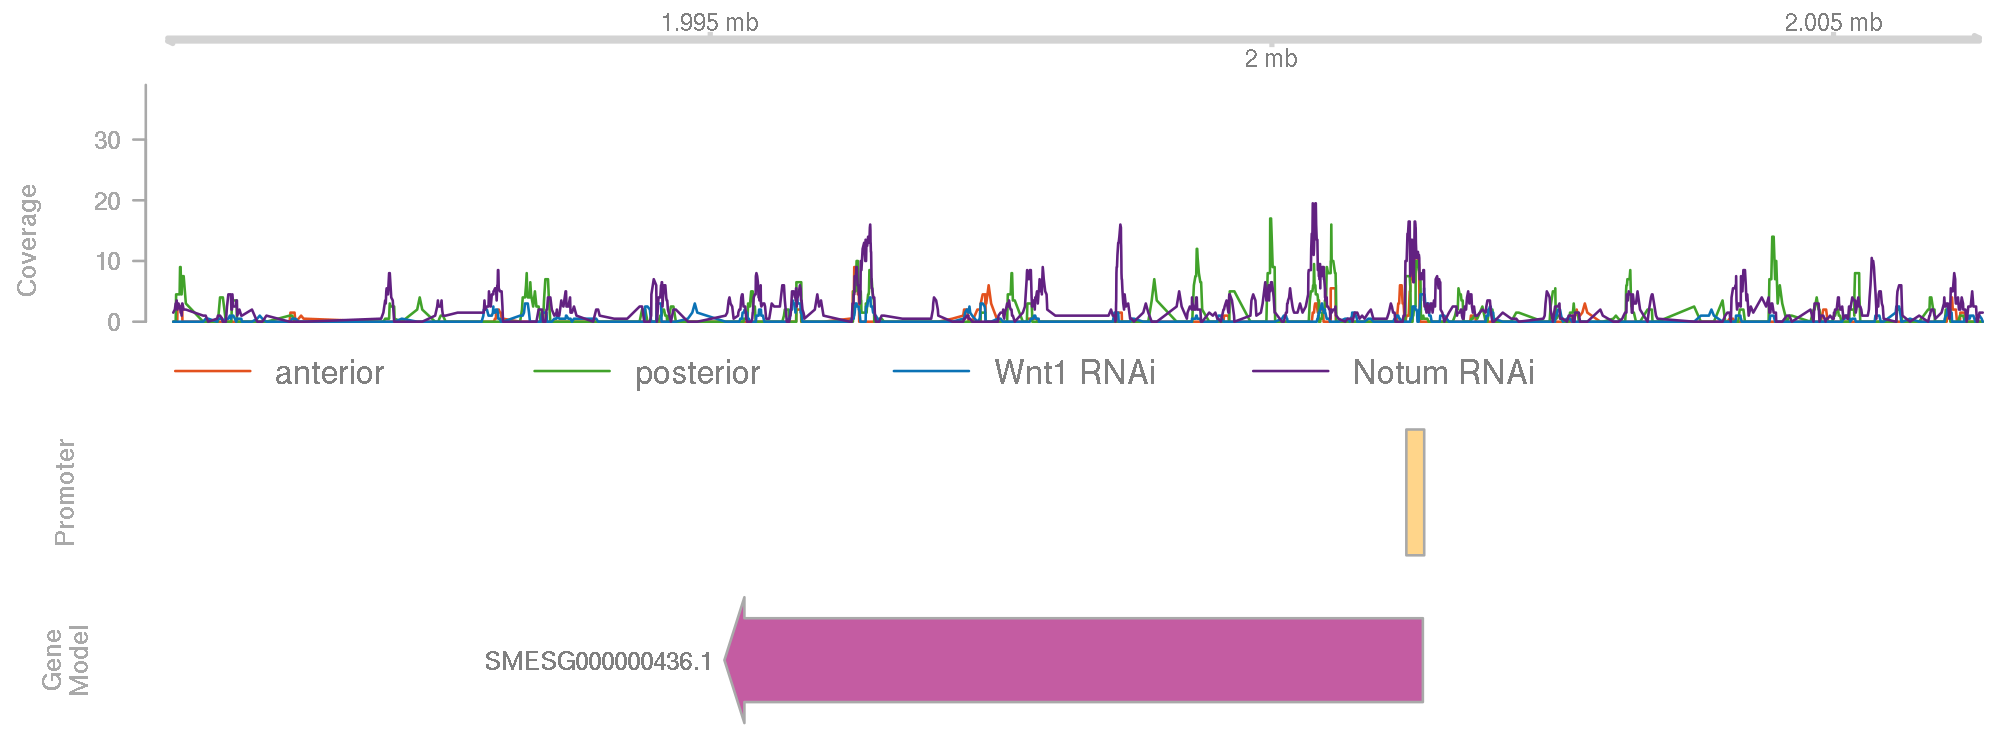 1.995 mb
2.005 mb
2 mb
Coverage
30
20
10
0
anterior
posterior
Wnt1 RNAi
Notum RNAi
Promoter
Gene
Model
SMESG000000436.1